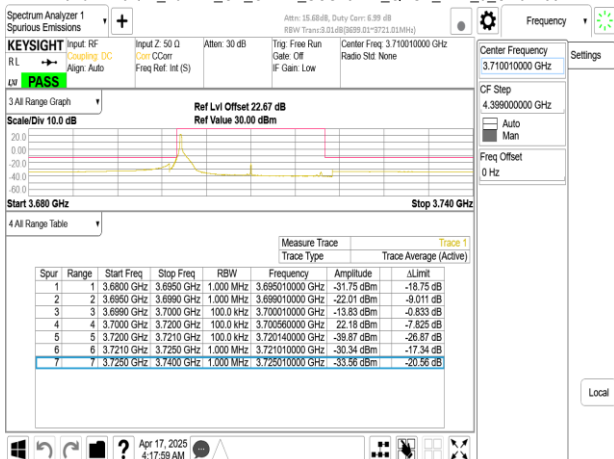 Spectrum Analyzer 1
Spurious Emissions
Attn: 15.68dB, Duty Corr: 6.99 dB
RBW Trans:3.01dB(3699.01~3721.01MHz)
Frequency
KEYSIGHT
RL
PASS
Input: RF
Coupling: DC
Align: Auto
Input Z: 50 Ω
Corr CCorr
Freq Ref: Int (S)
Atten: 30 dB
Trig: Free Run
Gate: Off
IF Gain: Low
Center Freq: 3.710010000 GHz
Radio Std: None
Center Frequency
3.710010000 GHz
Settings
CF Step
4.399000000 GHz
Auto
Man
Freq Offset
0 Hz
3 All Range Graph
Scale/Div 10.0 dB
Ref Lvl Offset 22.67 dB
Ref Value 30.00 dBm
20.0
0.00
-20.0
-40.0
-60.0
Start 3.680 GHz
Stop 3.740 GHz
4 All Range Table
Measure Trace Trace 1
Trace Type Trace Average (Active)
Spur Range Start Freq Stop Freq RBW Frequency Amplitude ΔLimit
1 1 3.6800 GHz 3.6950 GHz 1.000 MHz 3.695010000 GHz -31.75 dBm -18.75 dB
2 2 3.6950 GHz 3.6990 GHz 1.000 MHz 3.699010000 GHz -22.01 dBm -9.011 dB
3 3 3.6990 GHz 3.7000 GHz 100.0 kHz 3.700010000 GHz -13.83 dBm -0.833 dB
4 4 3.7000 GHz 3.7200 GHz 100.0 kHz 3.700560000 GHz 22.18 dBm -7.825 dB
5 5 3.7200 GHz 3.7210 GHz 100.0 kHz 3.720140000 GHz -39.87 dBm -26.87 dB
6 6 3.7210 GHz 3.7250 GHz 1.000 MHz 3.721010000 GHz -30.34 dBm -17.34 dB
7 7 3.7250 GHz 3.7400 GHz 1.000 MHz 3.725010000 GHz -33.56 dBm -20.56 dB
Local
Apr 17, 2025
4:17:59 AM